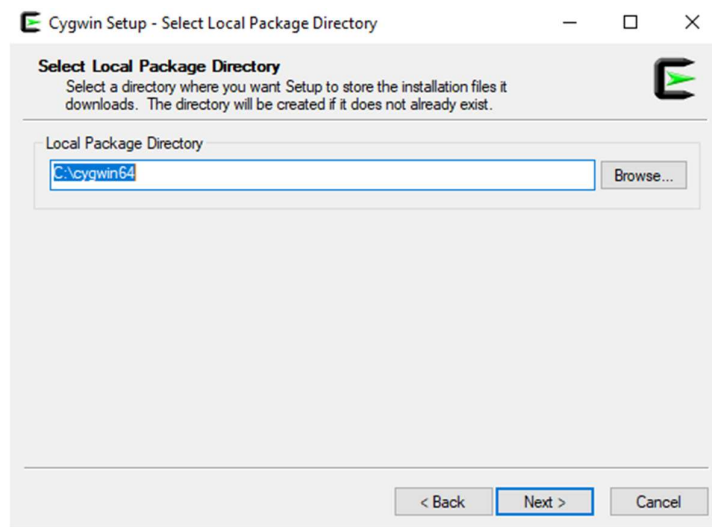 Cygwin Setup - Select Local Package Directory
Select Local Package Directory
Select a directory where you want Setup to store the installation files it
downloads. The directory will be created if it does not already exist.
Local Package Directory
C:\cygwin64
Browse...
< Back
Next >
Cancel